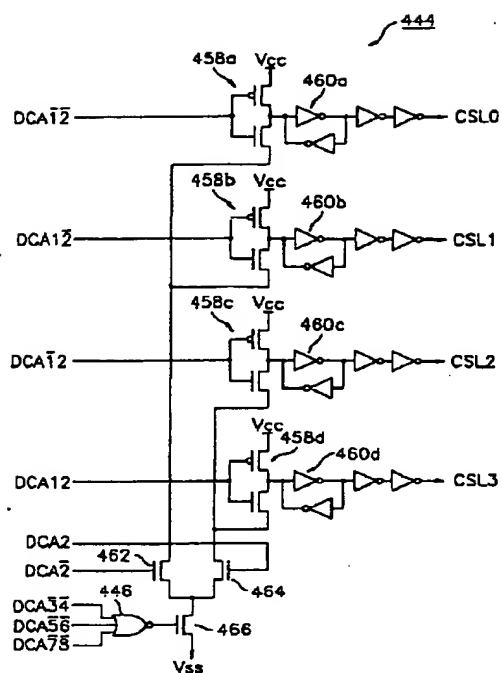 444
458a
Vcc
460a
DCA1̅2̅
CSL0
458b
Vcc
460b
DCA12̅
CSL1
458c
Vcc
460c
DCA1̅2
CSL2
Vcc
458d
460d
DCA12
CSL3
DCA2
462
DCA2̅
464
446
DCA3̅4̅
DCA5̅6̅
466
DCA7̅8̅
Vss